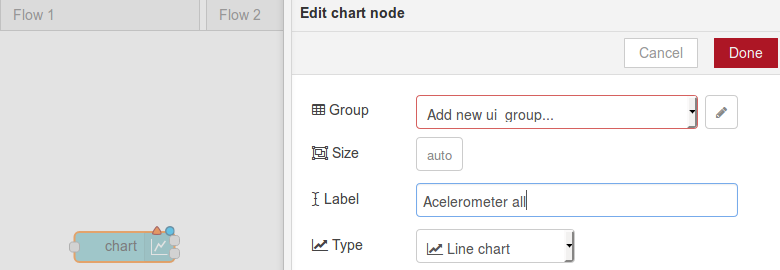 Flow 1
Flow 2
Edit chart node
Cancel
Done
Group
Add new ui_group...
Size
auto
Label
Acelerometer all
Type
Line chart
chart